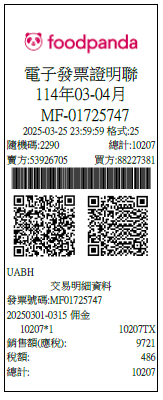 foodpanda
電子發票證明聯
114年03-04月
MF-01725747
2025-03-25 23:59:59 格式:25
隨機碼:2290 總計:10207
賣方:53926705 買方:88227381
UABH
交易明細資料
發票號碼:MF01725747
20250301-0315 佣金
10207*1 10207TX
銷售額(應稅): 9721
稅額: 486
總計: 10207